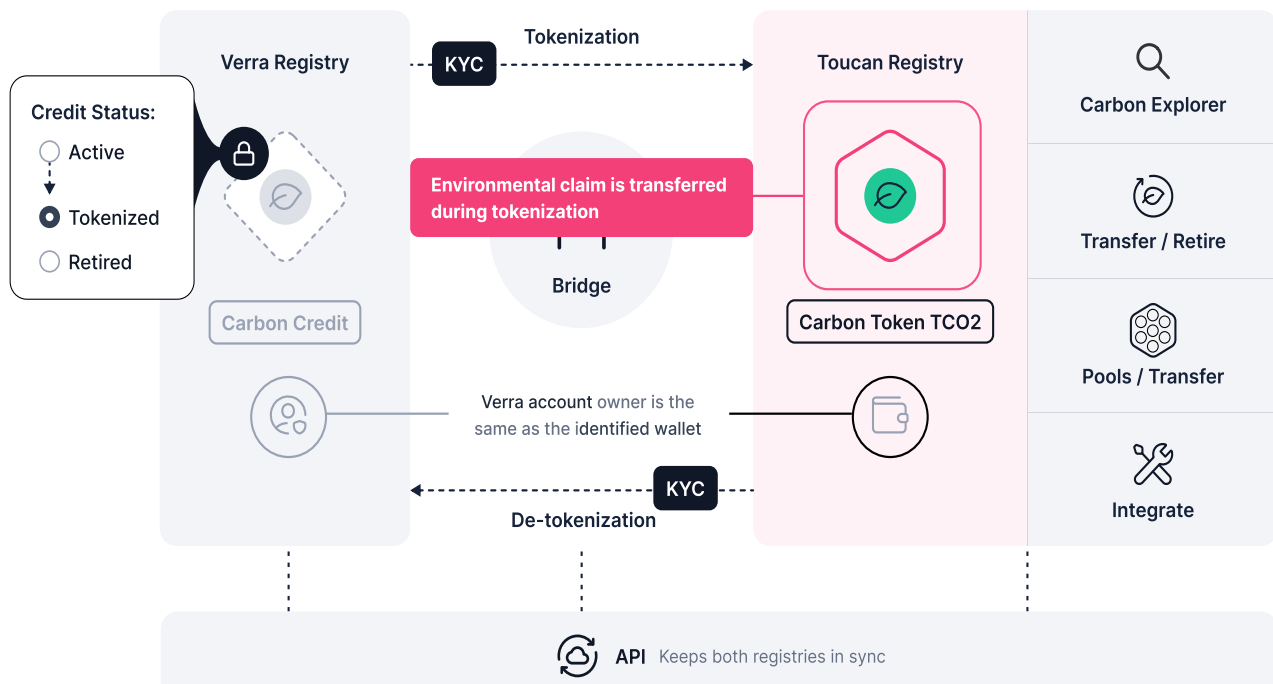 Tokenization
Verra Registry
KYC
Toucan Registry
Carbon Explorer
Credit Status:
Active
Tokenized
Retired
Environmental claim is transferred
during tokenization
Transfer / Retire
Bridge
Carbon Credit
Carbon Token TCO2
Pools / Transfer
Verra account owner is the
same as the identified wallet
KYC
De-tokenization
Integrate
API Keeps both registries in sync